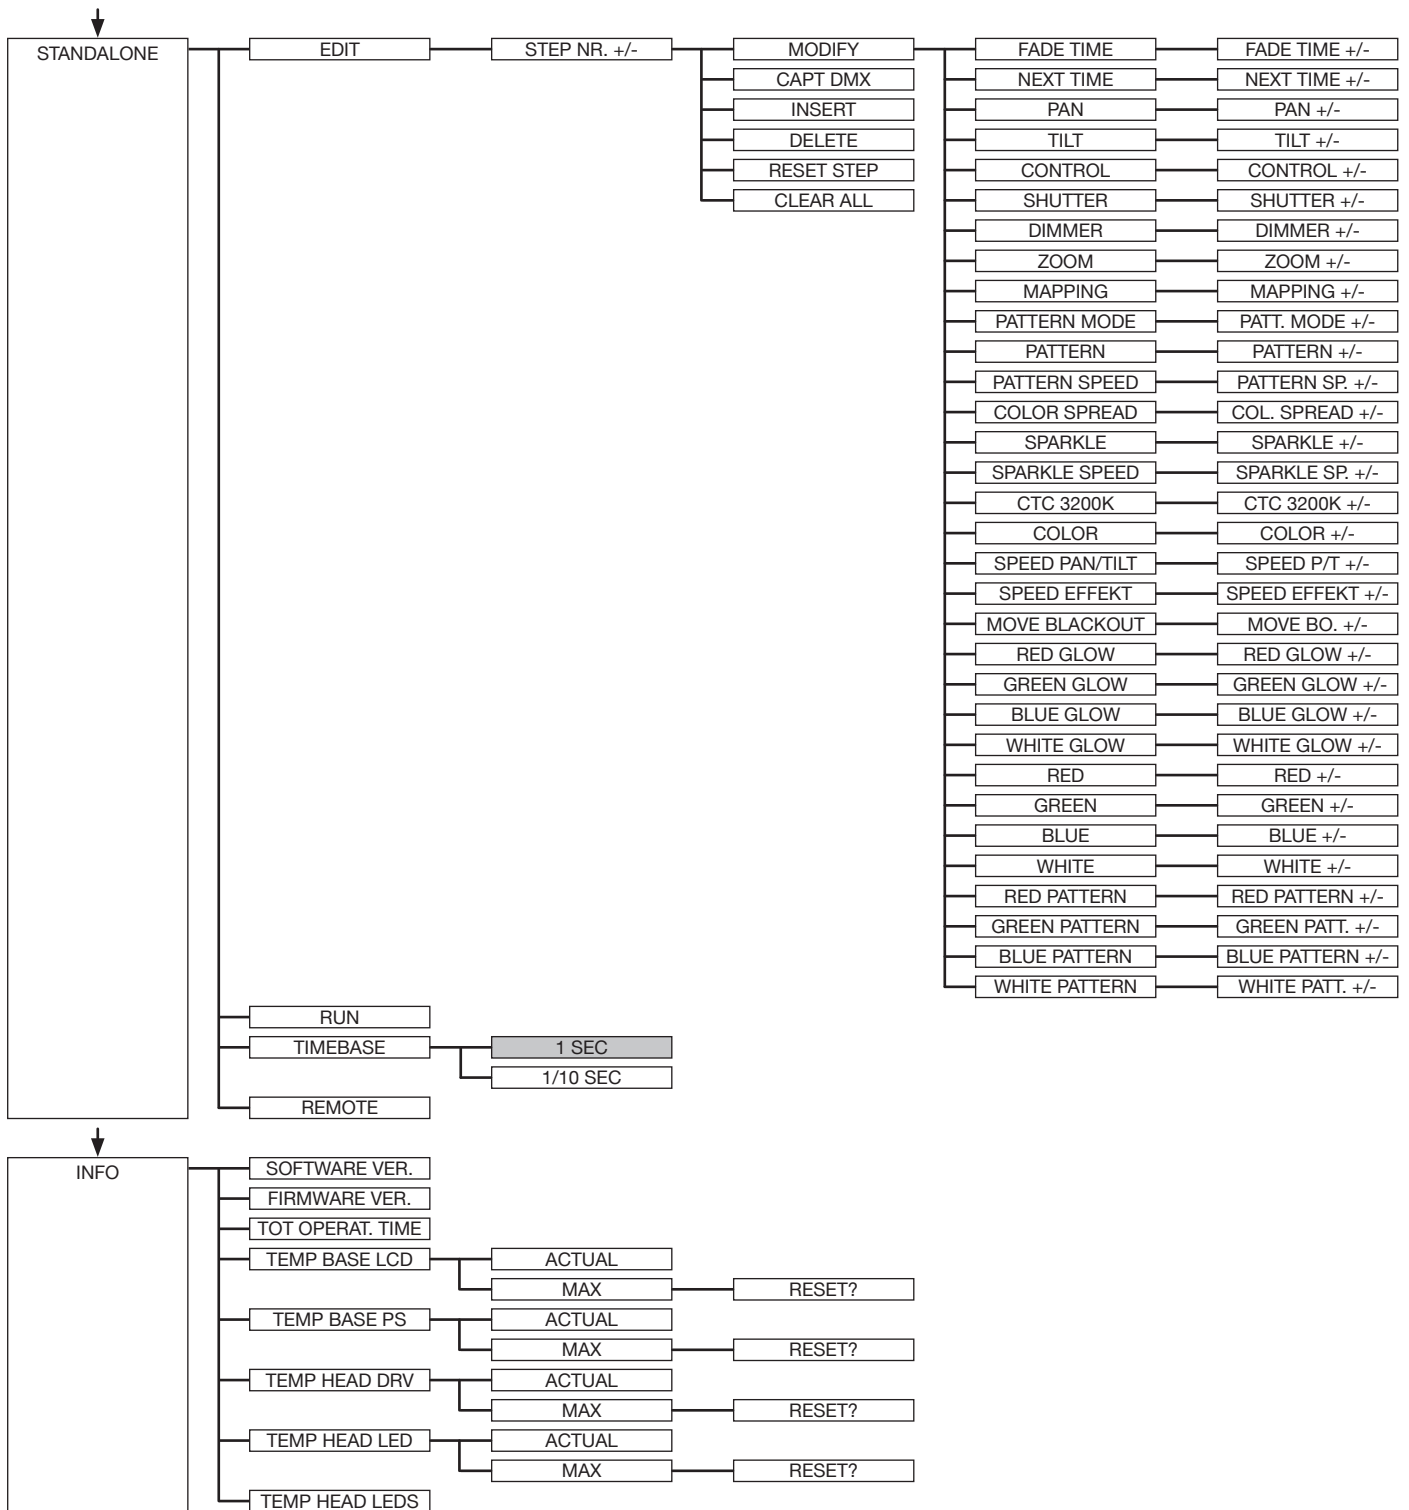 STANDALONE EDIT STEP NR. +/- MODIFY FADE TIME FADE TIME +/-
CAPT DMX NEXT TIME NEXT TIME +/-
INSERT PAN PAN +/-
DELETE TILT TILT +/-
RESET STEP CONTROL CONTROL +/-
CLEAR ALL SHUTTER SHUTTER +/-
DIMMER DIMMER +/-
ZOOM ZOOM +/-
MAPPING MAPPING +/-
PATTERN MODE PATT. MODE +/-
PATTERN PATTERN +/-
PATTERN SPEED PATTERN SP. +/-
COLOR SPREAD COL. SPREAD +/-
SPARKLE SPARKLE +/-
SPARKLE SPEED SPARKLE SP. +/-
CTC 3200K CTC 3200K +/-
COLOR COLOR +/-
SPEED PAN/TILT SPEED P/T +/-
SPEED EFFEKT SPEED EFFEKT +/-
MOVE BLACKOUT MOVE BO. +/-
RED GLOW RED GLOW +/-
GREEN GLOW GREEN GLOW +/-
BLUE GLOW BLUE GLOW +/-
WHITE GLOW WHITE GLOW +/-
RED RED +/-
GREEN GREEN +/-
BLUE BLUE +/-
WHITE WHITE +/-
RED PATTERN RED PATTERN +/-
GREEN PATTERN GREEN PATT. +/-
BLUE PATTERN BLUE PATTERN +/-
WHITE PATTERN WHITE PATT. +/-
RUN
TIMEBASE 1 SEC
1/10 SEC
REMOTE
INFO SOFTWARE VER.
FIRMWARE VER.
TOT OPERAT. TIME
TEMP BASE LCD ACTUAL
MAX RESET?
TEMP BASE PS ACTUAL
MAX RESET?
TEMP HEAD DRV ACTUAL
MAX RESET?
TEMP HEAD LED ACTUAL
MAX RESET?
TEMP HEAD LEDS